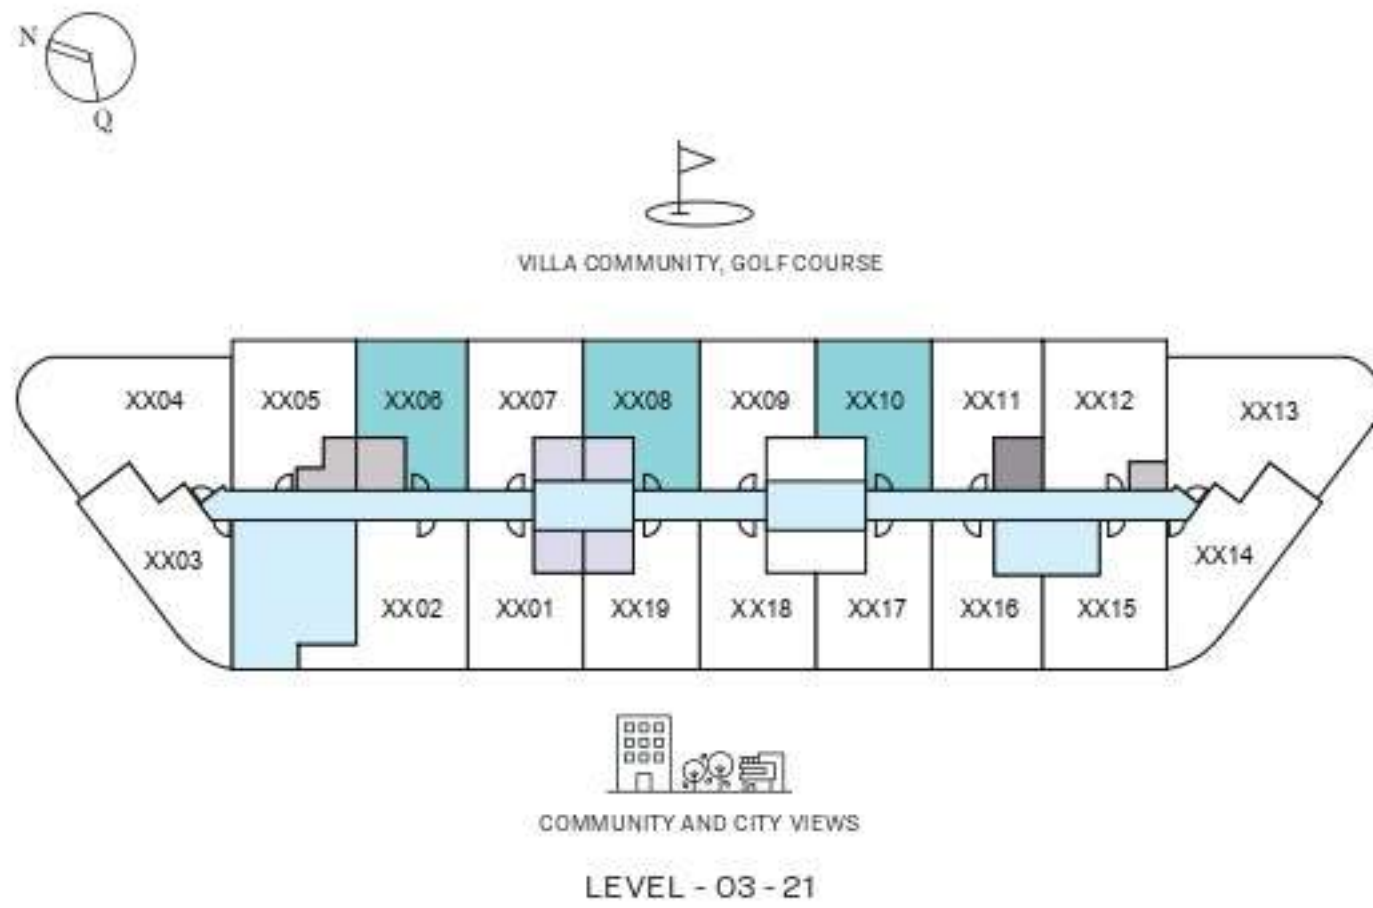 N
Q
VILLA COMMUNITY, GOLF COURSE
XX04 XX05 XX06 XX07 XX08 XX09 XX10 XX11 XX12 XX13
XX03 XX02 XX01 XX19 XX18 XX17 XX16 XX15 XX14
COMMUNITY AND CITY VIEWS
LEVEL - 03 - 21